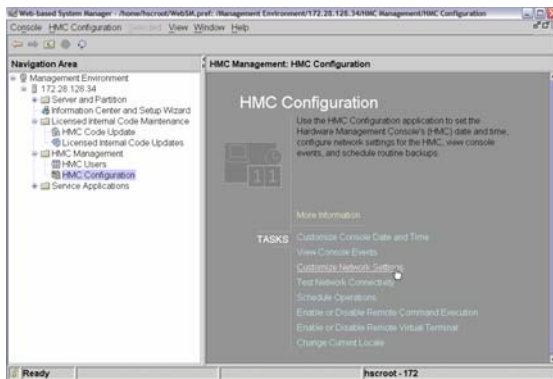 Web-based System Manager - /home/hscroot/WebSM.pref: /Management Environment/172.28.128.34/HMC Management/HMC Configuration
Console HMC Configuration Selected View Window Help
Navigation Area
HMC Management: HMC Configuration
Management Environment
172.28.128.34
Server and Partition
Information Center and Setup Wizard
Licensed Internal Code Maintenance
HMC Code Update
Licensed Internal Code Updates
HMC Management
HMC Users
HMC Configuration
Service Applications
HMC Configuration
Use the HMC Configuration application to set the
Hardware Management Console's (HMC) date and time,
configure network settings for the HMC, view console
events, and schedule routine backups.
More Information
TASKS
Customize Console Date and Time
View Console Events
Customize Network Settings
Test Network Connectivity
Schedule Operations
Enable or Disable Remote Command Execution
Enable or Disable Remote Virtual Terminal
Change Current Locale
Ready
hscroot - 172